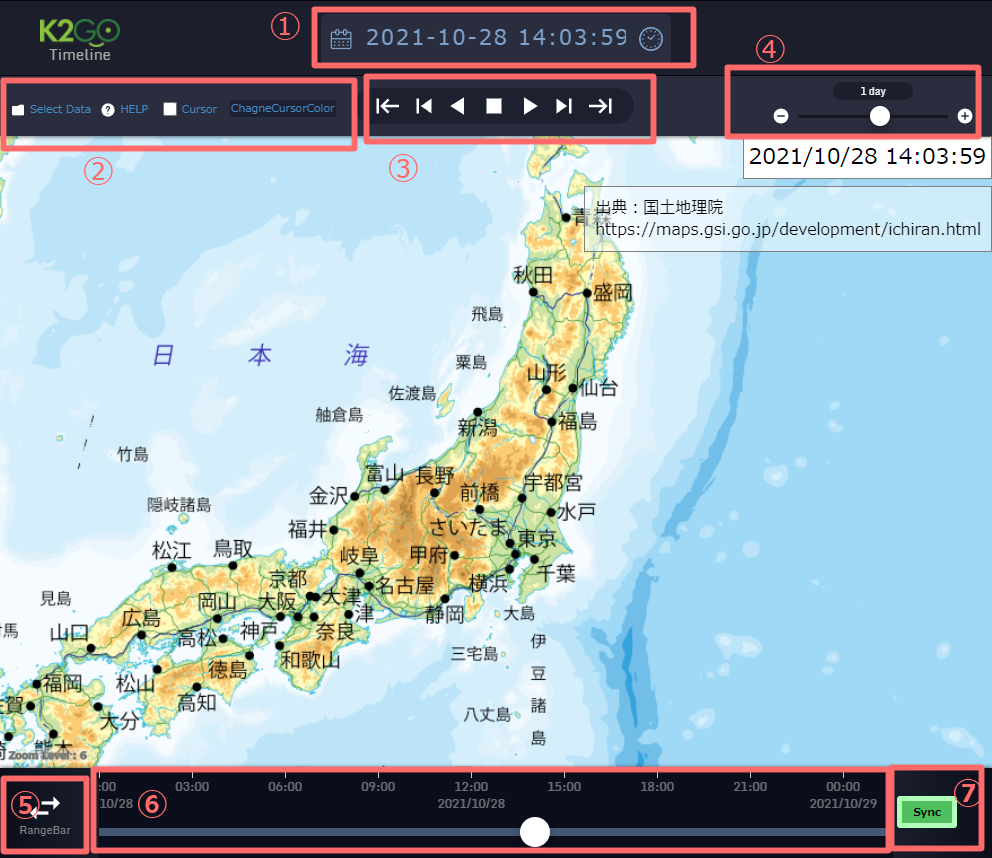 K2GO
Timeline
①
2021-10-28 14:03:59
④
1 day
Select Data
HELP
Cursor
ChagneCursorColor
②
③
2021/10/28 14:03:59
出典：国土地理院
https://maps.gsi.go.jp/development/ichiran.html
青森
秋田
盛岡
飛島
日本海
粟島
山形
佐渡島
仙台
舳倉島
新潟
福島
竹島
富山
長野
前橋
宇都宮
金沢
隠岐諸島
水戸
福井
さいたま
松江
鳥取
岐阜
甲府
東京
京都
名古屋
横浜
千葉
見島
岡山
大阪
大津
津
静岡
大島
広島
対馬
山口
高松
神戸
奈良
伊豆諸島
和歌山
三宅島
徳島
福岡
松山
高知
佐賀
大分
八丈島
熊本
Zoom Level : 6
⑤
RangeBar
⑥
:00
10/28
03:00
06:00
09:00
12:00
2021/10/28
15:00
18:00
21:00
00:00
2021/10/29
⑦
Sync